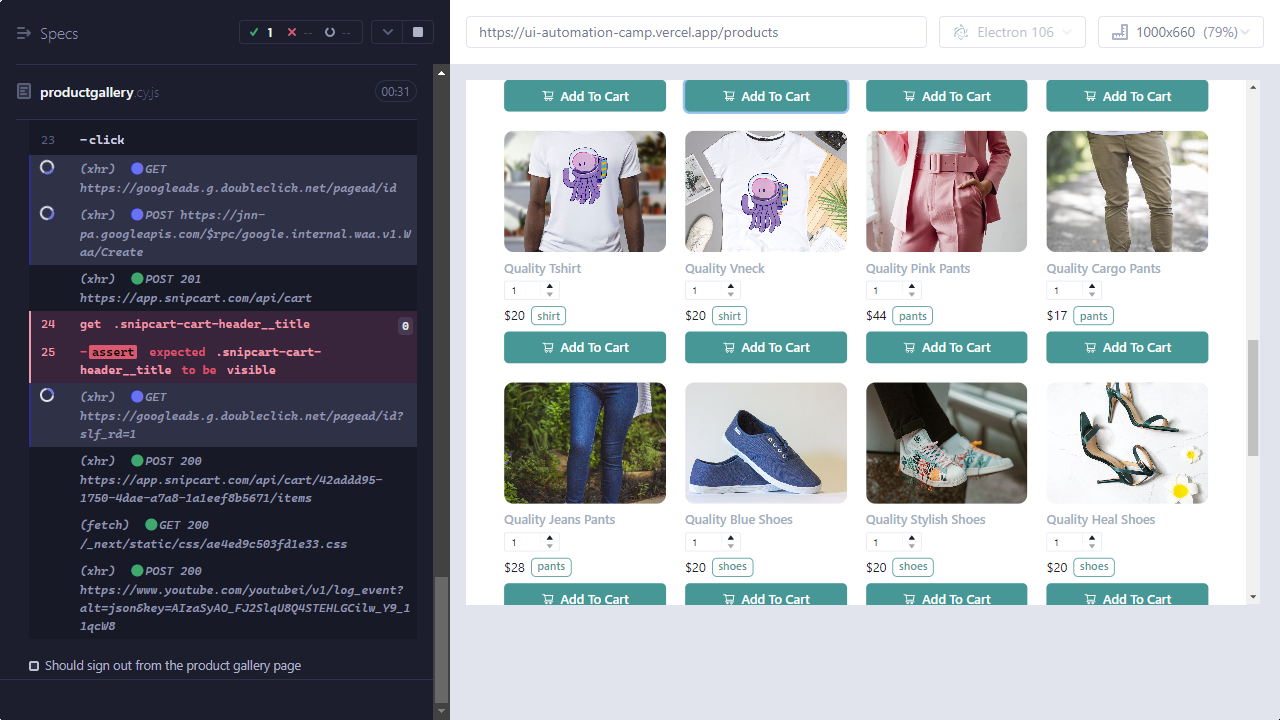 Specs
1
--
--
productgallery.cy.js
00:31
23 -click
(xhr) GET
https://googleads.g.doubleclick.net/pagead/id
(xhr) POST https://jnn-
pa.googleapis.com/$rpc/google.internal.waa.v1.W
aa/Create
(xhr) POST 201
https://app.snipcart.com/api/cart
24 get .snipcart-cart-header__title 0
25 -assert expected .snipcart-cart-
header__title to be visible
(xhr) GET
https://googleads.g.doubleclick.net/pagead/id?
slf_rd=1
(xhr) POST 200
https://app.snipcart.com/api/cart/42addd95-
1750-4dae-a7a8-1a1eef8b5671/items
(fetch) GET 200
/_next/static/css/ae4ed9c503fd1e33.css
(xhr) POST 200
https://www.youtube.com/youtubei/v1/log_event?
alt=json&key=AIzaSyAO_FJ2SlqU8Q4STEHLGCilw_Y9_1
1qcW8
Should sign out from the product gallery page
https://ui-automation-camp.vercel.app/products
Electron 106
1000x660 (79%)
Add To Cart Add To Cart Add To Cart Add To Cart
Quality Tshirt Quality Vneck Quality Pink Pants Quality Cargo Pants
1 1 1 1
$20 shirt $20 shirt $44 pants $17 pants
Add To Cart Add To Cart Add To Cart Add To Cart
Quality Jeans Pants Quality Blue Shoes Quality Stylish Shoes Quality Heal Shoes
1 1 1 1
$28 pants $20 shoes $20 shoes $20 shoes
Add To Cart Add To Cart Add To Cart Add To Cart